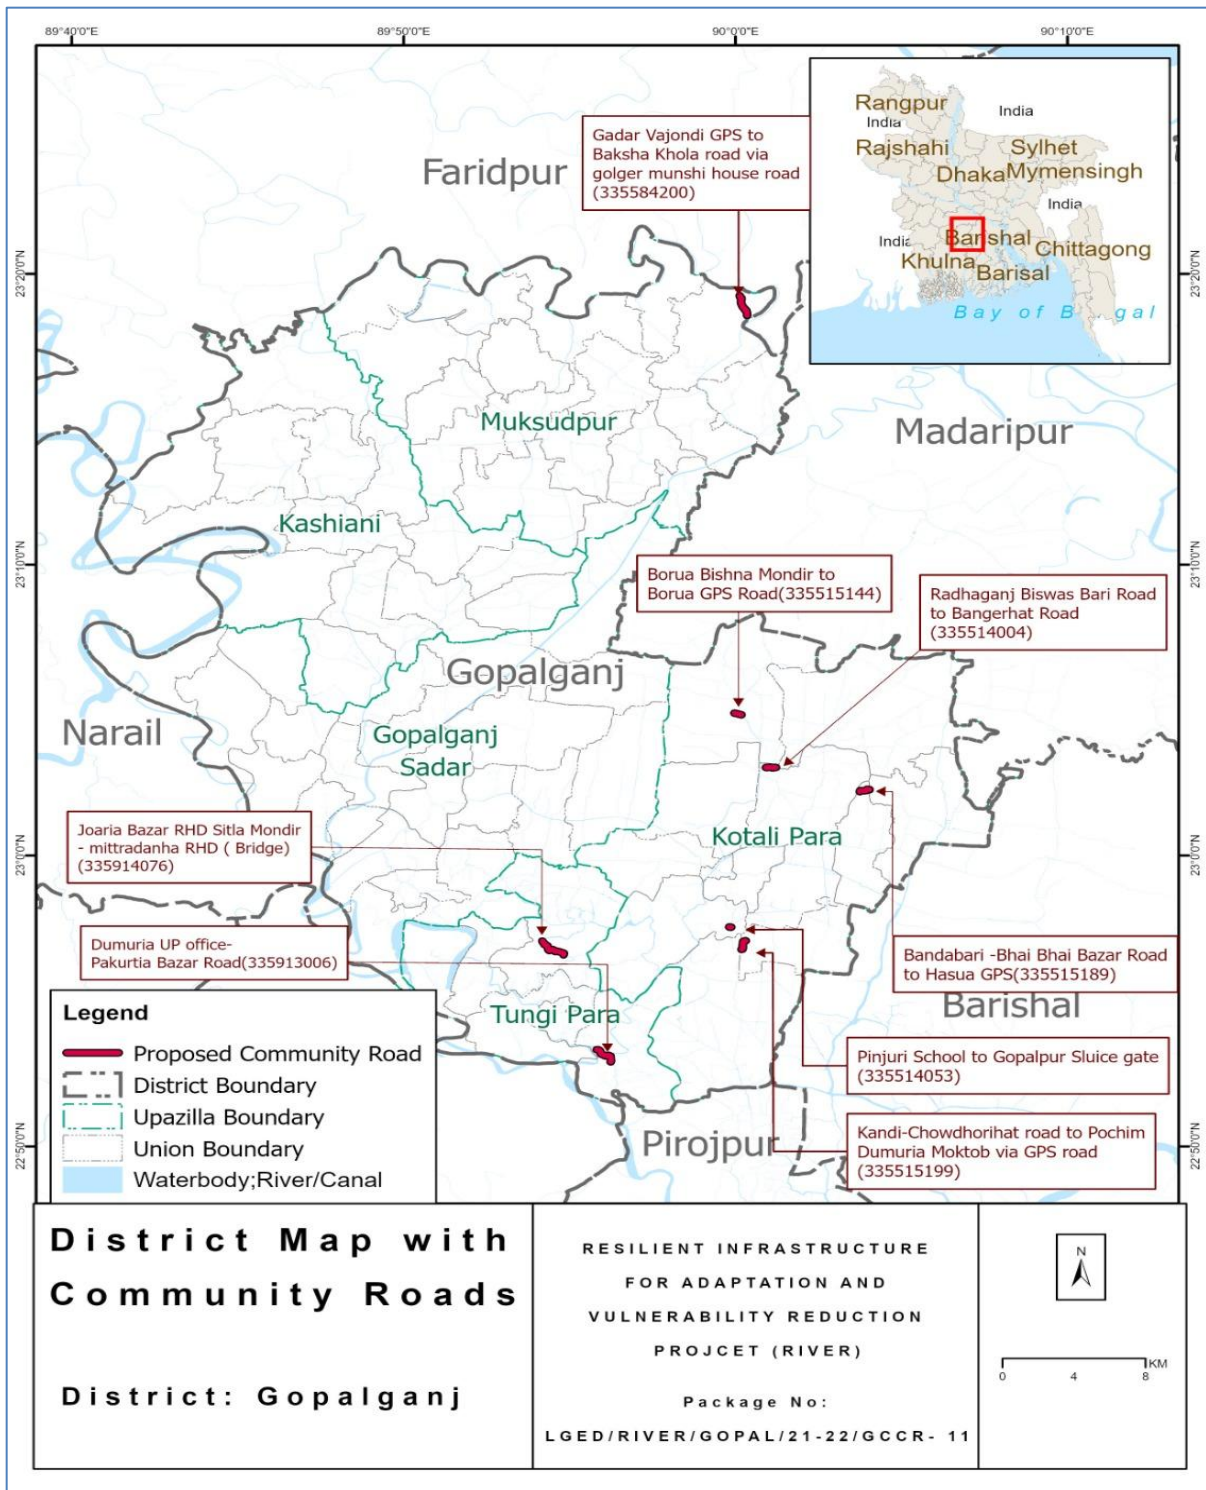 89°40'0"E
89°50'0"E
90°0'0"E
90°10'0"E
Rangpur
India
India
Rajshahi
Sylhet
Dhaka
Mymensingh
India
India
Barishal
Chittagong
Khulna
Barisal
Bay of B gal
Gadar Vajondi GPS to
Baksha Khola road via
golger munshi house road
(335584200)
Faridpur
23°20'0"N
23°20'0"N
Muksudpur
Madaripur
Kashiani
23°10'0"N
23°10'0"N
Borua Bishna Mondir to
Borua GPS Road(335515144)
Radhaganj Biswas Bari Road
to Bangerhat Road
(335514004)
Gopalganj
Narail
Gopalganj
Sadar
Joaria Bazar RHD Sitla Mondir
- mittradanha RHD ( Bridge)
(335914076)
Kotali Para
23°0'0"N
23°0'0"N
Dumuria UP office-
Pakurtia Bazar Road(335913006)
Bandabari -Bhai Bhai Bazar Road
to Hasua GPS(335515189)
Barishal
Tungi Para
Pinjuri School to Gopalpur Sluice gate
(335514053)
Kandi-Chowdhorihat road to Pochim
Dumuria Moktob via GPS road
(335515199)
Pirojpur
22°50'0"N
22°50'0"N
Legend
Proposed Community Road
District Boundary
Upazilla Boundary
Union Boundary
Waterbody;River/Canal
District Map with
Community Roads
District: Gopalganj
RESILIENT INFRASTRUCTURE
FOR ADAPTATION AND
VULNERABILITY REDUCTION
PROJCET (RIVER)
Package No:
LGED/RIVER/GOPAL/21-22/GCCR- 11
N
KM
0 4 8